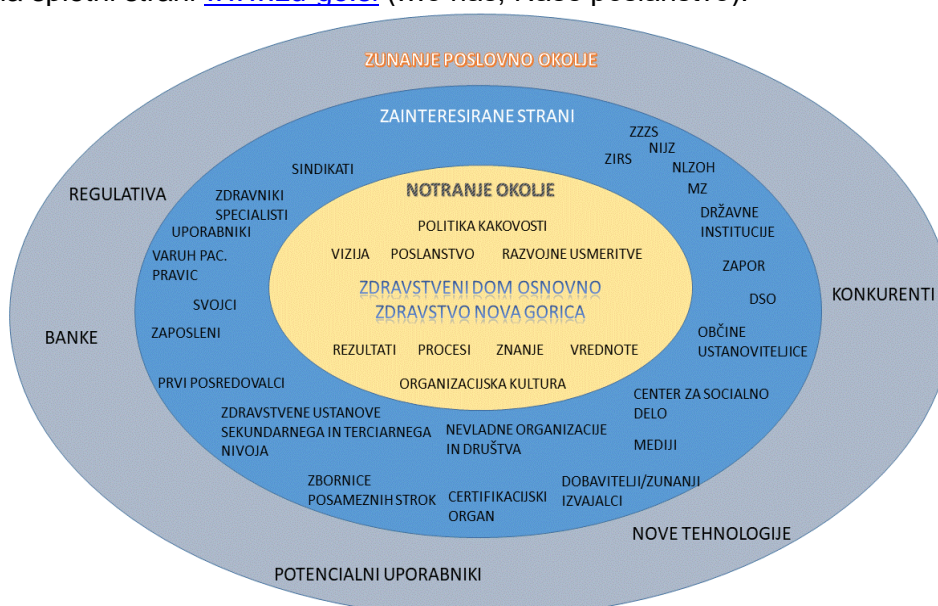 ZUNANJE POSLOVNO OKOLJE
ZAINTERESIRANE STRANI
ZZZS
NIJZ
ZIRS
NLZOH
MZ
SINDIKATI
REGULATIVA
ZDRAVNIKI
SPECIALISTI
UPORABNIKI
NOTRANJE OKOLJE
DRŽAVNE
INSTITUCIJE
POLITIKA KAKOVOSTI
VARUH PAC.
PRAVIC
VIZIJA POSLANSTVO RAZVOJNE USMERITVE
ZAPOR
ZDRAVSTVENI DOM OSNOVNO
ZDRAVSTVO NOVA GORICA
SVOJCI
DSO
KONKURENTI
BANKE
ZAPOSLENI
OBČINE
USTANOVITELJICE
REZULTATI PROCESI ZNANJE VREDNOTE
PRVI POSREDOVALCI
ORGANIZACIJSKA KULTURA
CENTER ZA SOCIALNO
DELO
ZDRAVSTVENE USTANOVE
SEKUNDARNEGA IN TERCIARNEGA
NIVOJA
NEVLADNE ORGANIZACIJE
IN DRUŠTVA
MEDIJI
ZBORNICE
POSAMEZNIH STROK
CERTIFIKACIJSKI
ORGAN
DOBAVITELJI/ZUNANJI
IZVAJALCI
NOVE TEHNOLOGIJE
POTENCIALNI UPORABNIKI